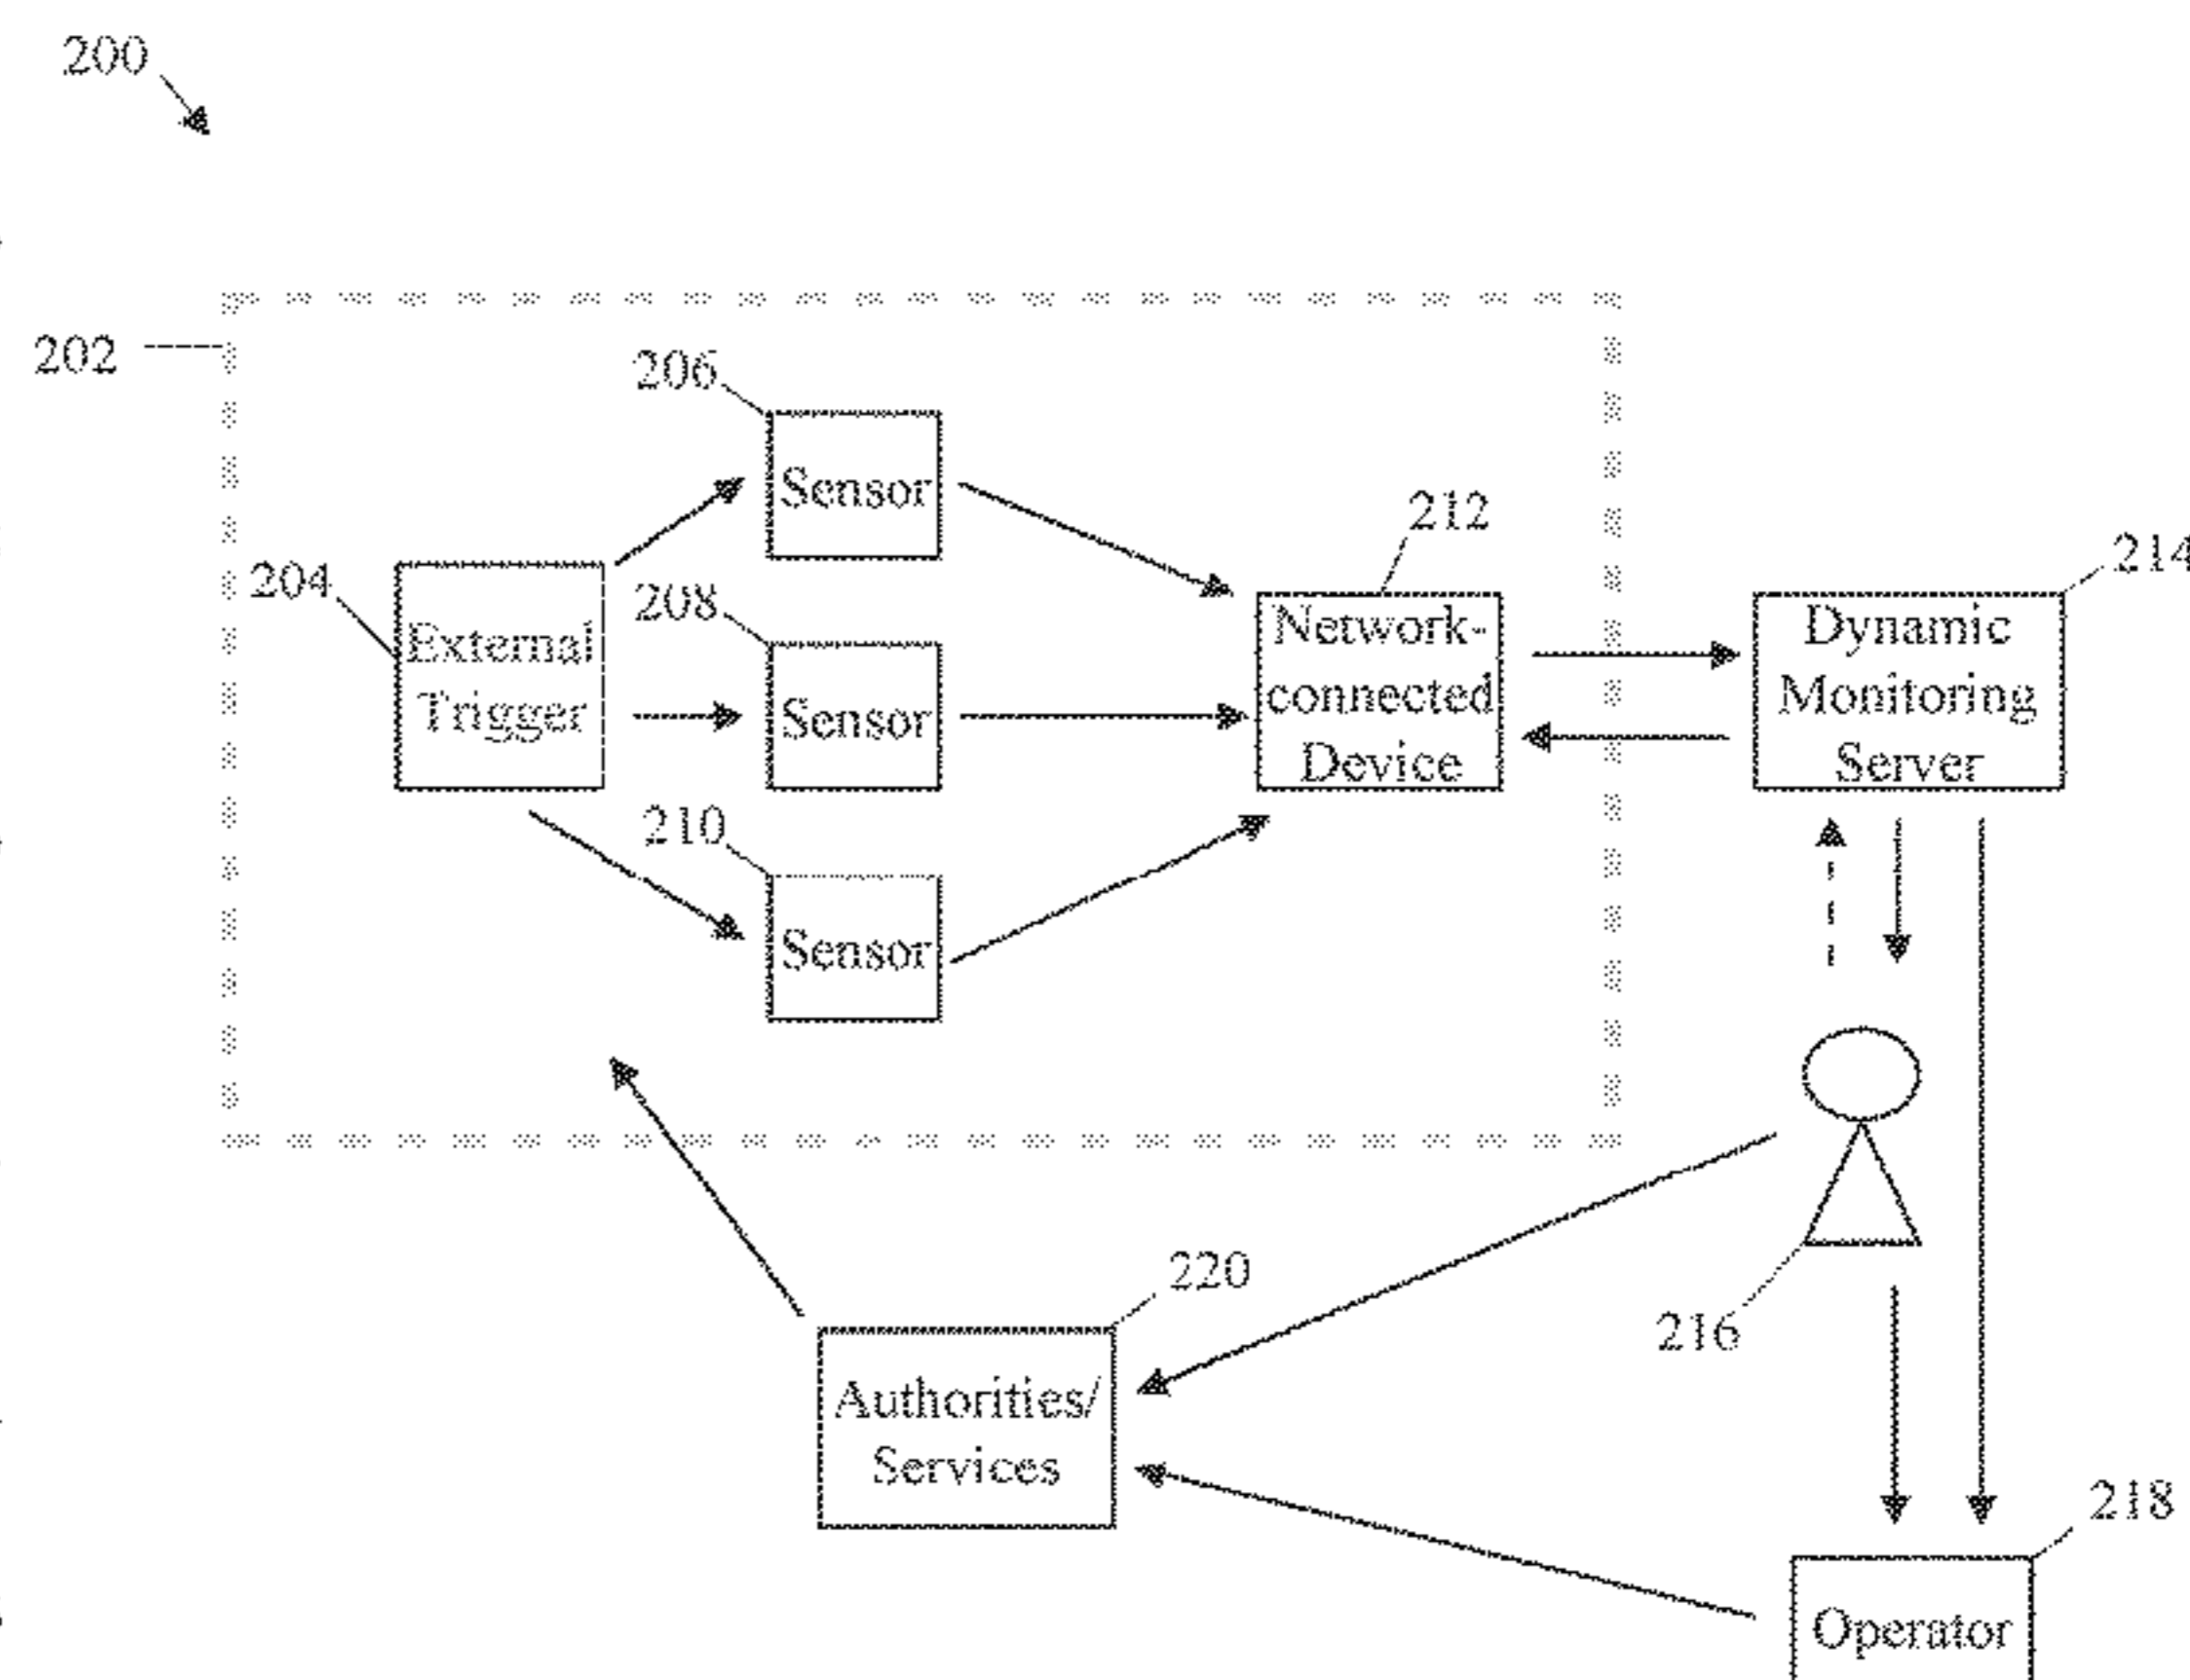 200
202
206
Sensor
212
214
204
External
Trigger
208
Sensor
Network-
connected
Device
Dynamic
Monitoring
Server
210
Sensor
220
216
Authorities/
Services
218
Operator